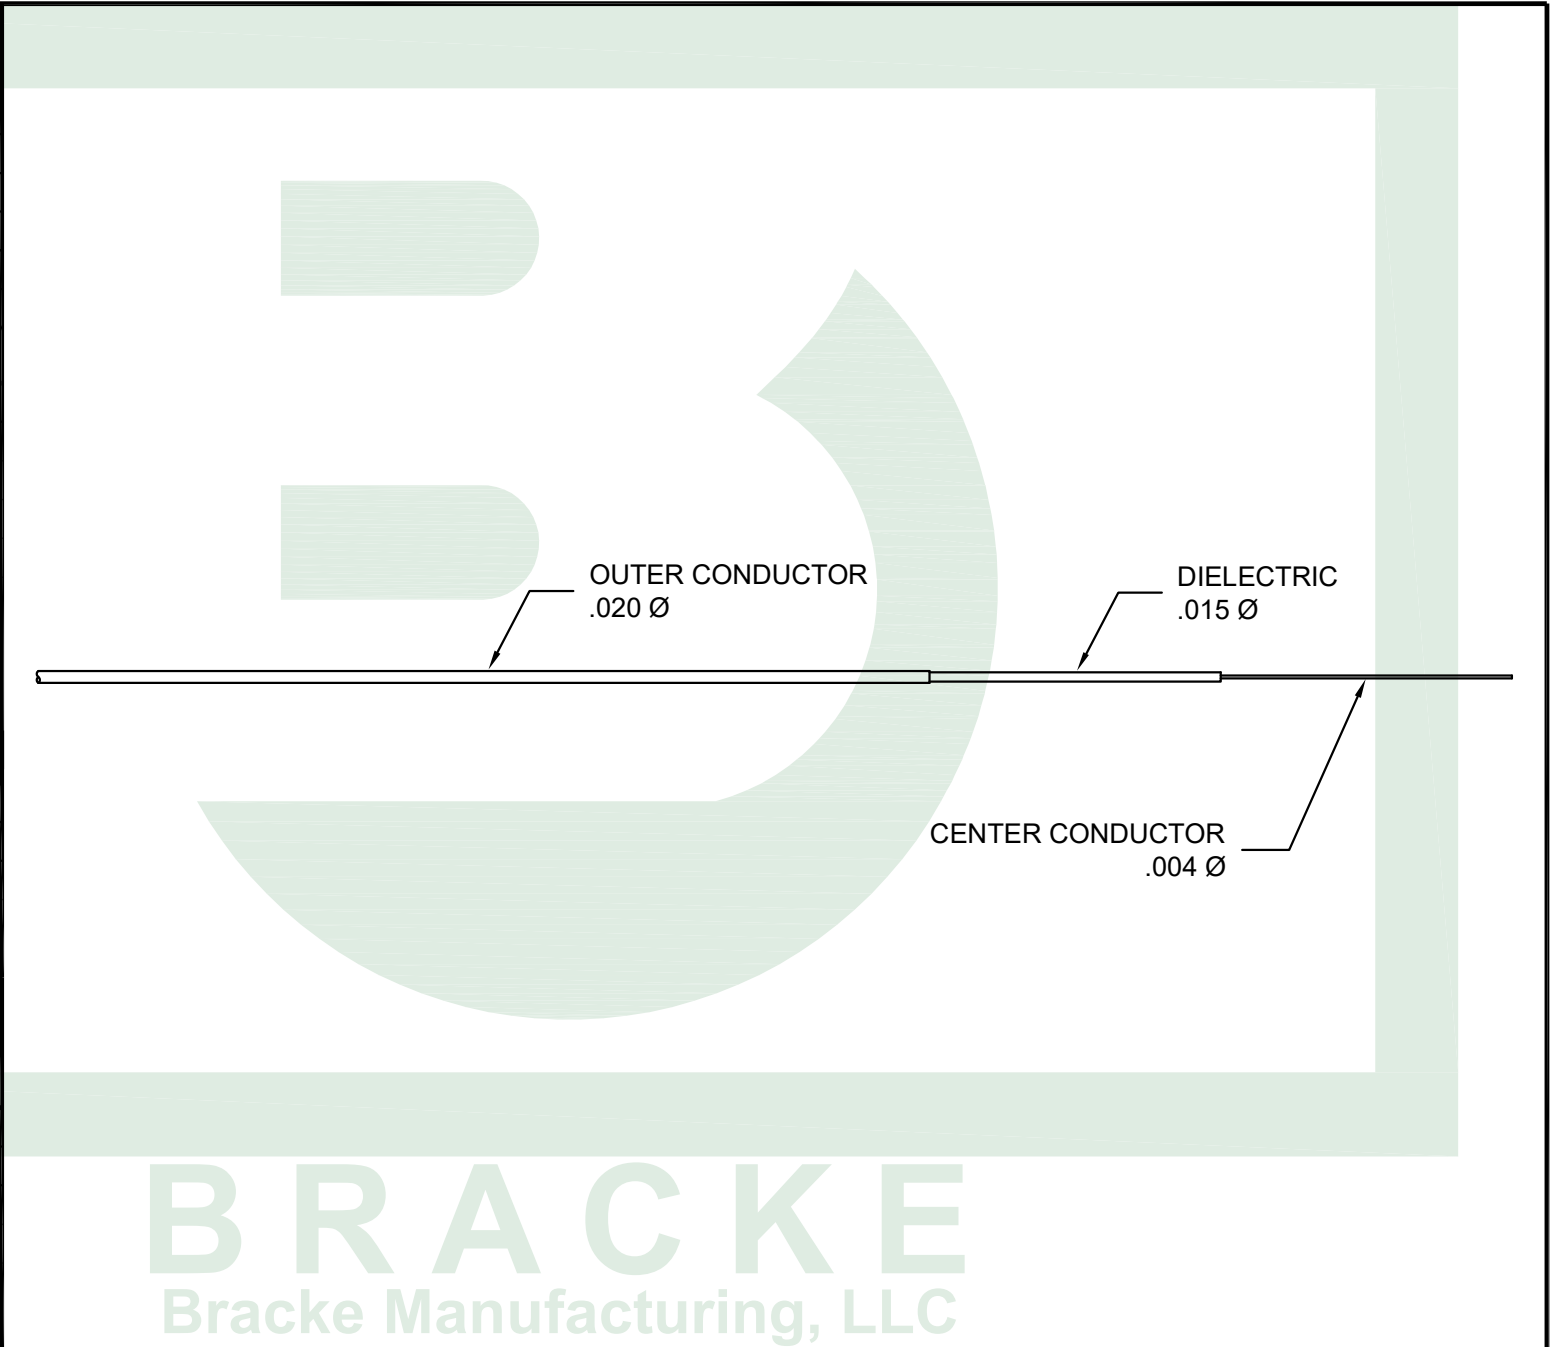 OUTER CONDUCTOR
.020 Ø
DIELECTRIC
.015 Ø
CENTER CONDUCTOR
.004 Ø
BRACKE
Bracke Manufacturing, LLC